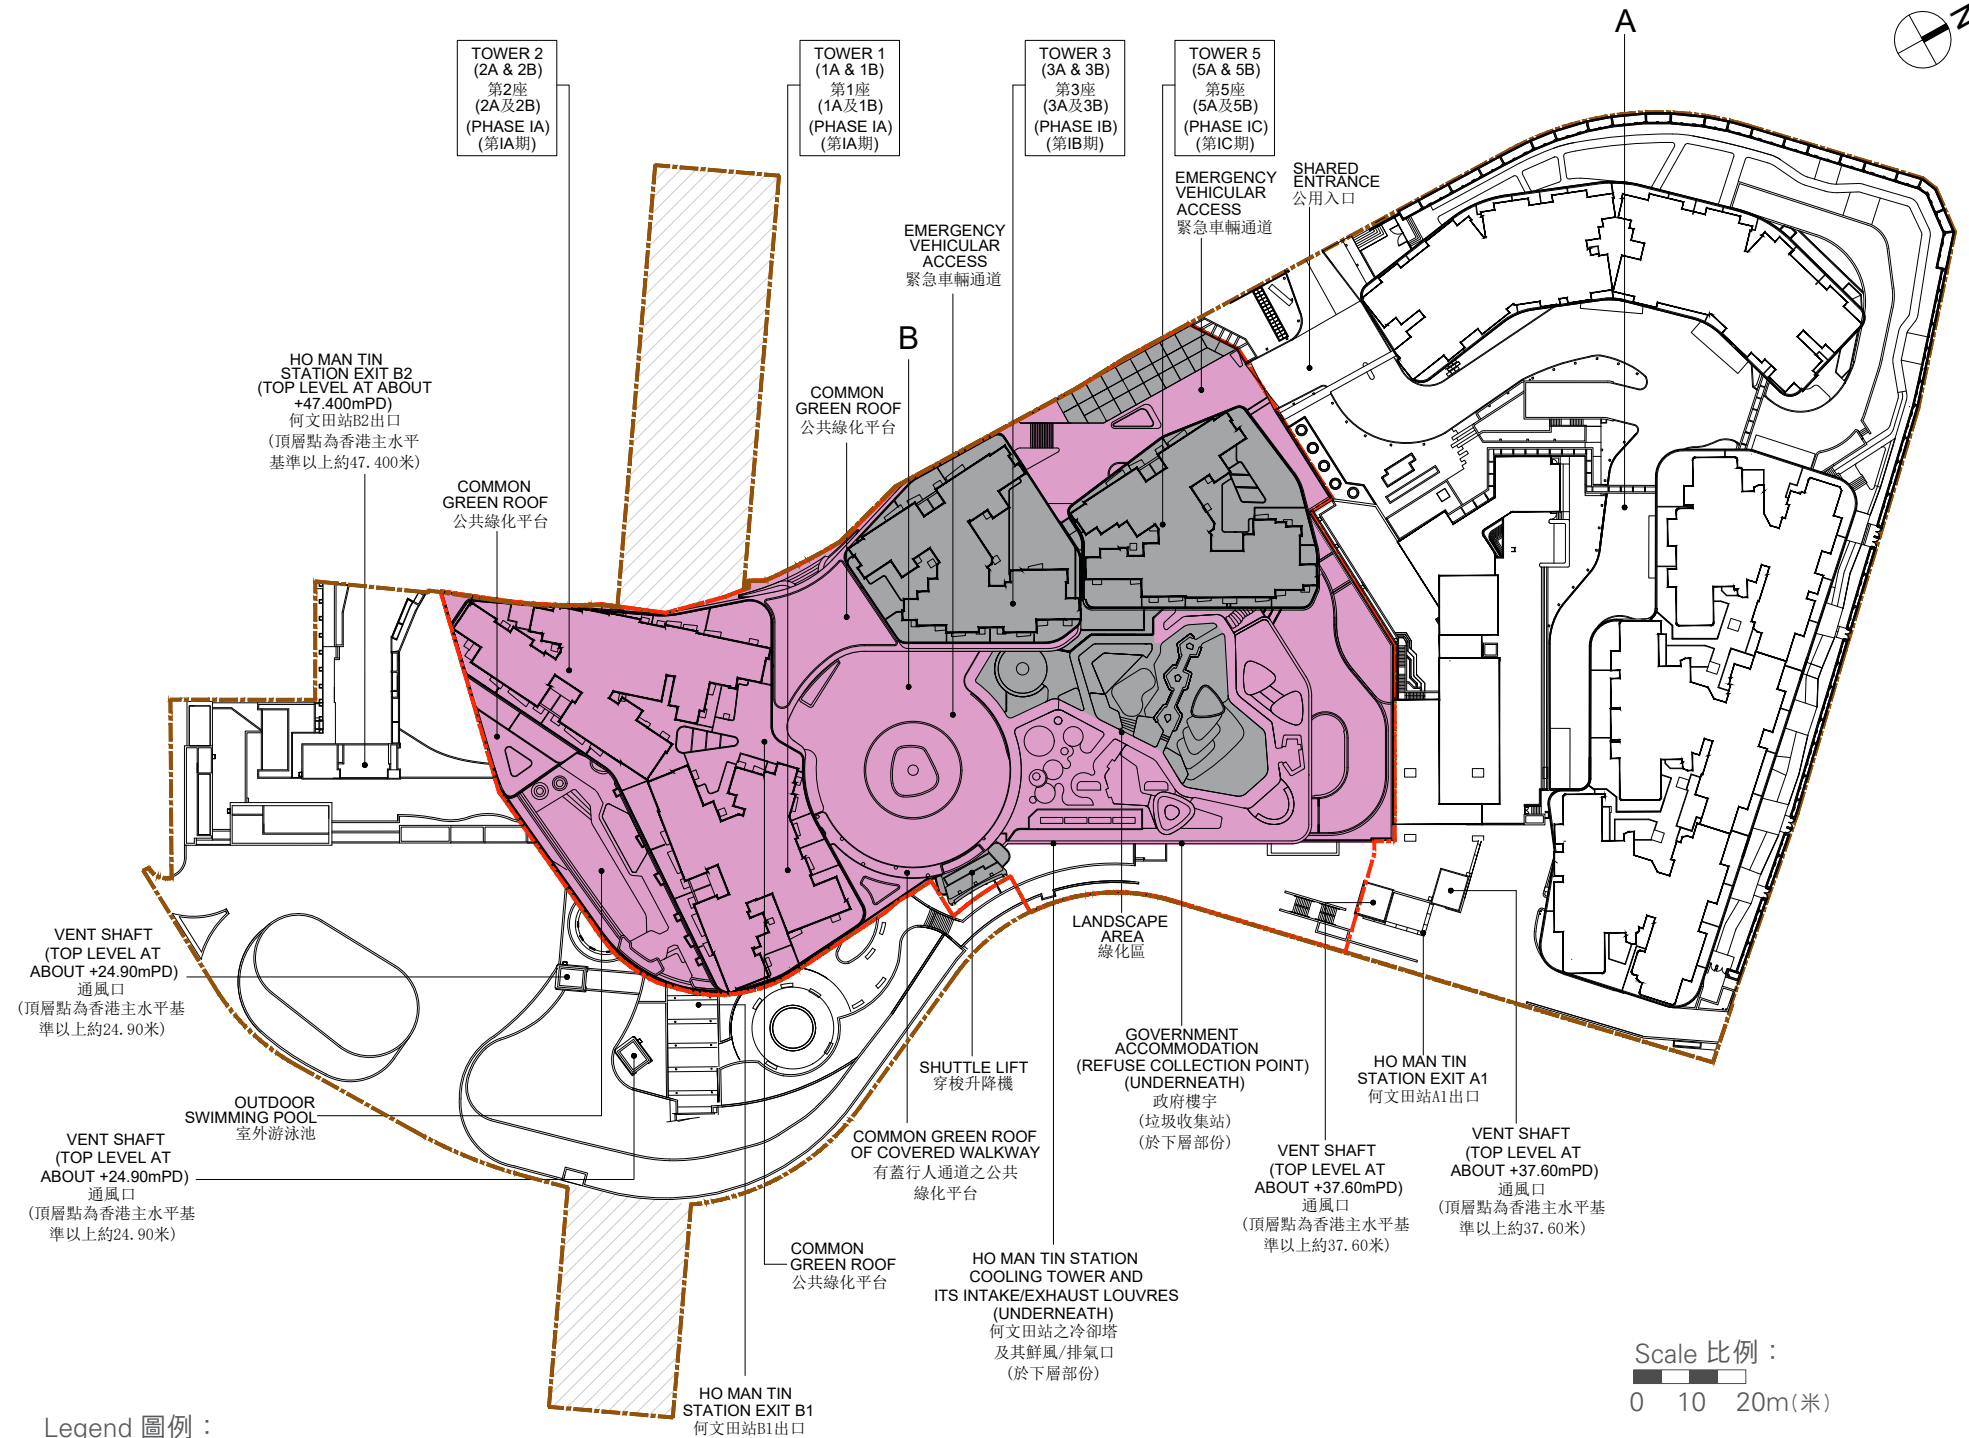 A
N
TOWER 2
(2A & 2B)
第2座
(2A及2B)
(PHASE IA)
(第IA期)
TOWER 1
(1A & 1B)
第1座
(1A及1B)
(PHASE IA)
(第IA期)
TOWER 3
(3A & 3B)
第3座
(3A及3B)
(PHASE IB)
(第IB期)
TOWER 5
(5A & 5B)
第5座
(5A及5B)
(PHASE IC)
(第IC期)
EMERGENCY
VEHICULAR
ACCESS
緊急車輛通道
SHARED
ENTRANCE
公用入口
EMERGENCY
VEHICULAR
ACCESS
緊急車輛通道
B
HO MAN TIN
STATION EXIT B2
(TOP LEVEL AT ABOUT
+47.400mPD)
何文田站B2出口
(頂層點為香港主水平
基準以上約47.400米)
COMMON
GREEN ROOF
公共綠化平台
COMMON
GREEN ROOF
公共綠化平台
VENT SHAFT
(TOP LEVEL AT
ABOUT +24.90mPD)
通風口
(頂層點為香港主水平基
準以上約24.90米)
LANDSCAPE
AREA
綠化區
OUTDOOR
SWIMMING POOL
室外游泳池
VENT SHAFT
(TOP LEVEL AT
ABOUT +24.90mPD)
通風口
(頂層點為香港主水平基
準以上約24.90米)
SHUTTLE LIFT
穿梭升降機
COMMON GREEN ROOF
OF COVERED WALKWAY
有蓋行人通道之公共
綠化平台
GOVERNMENT
ACCOMMODATION
(REFUSE COLLECTION POINT)
(UNDERNEATH)
政府樓宇
(垃圾收集站)
(於下層部份)
HO MAN TIN
STATION EXIT A1
何文田站A1出口
VENT SHAFT
(TOP LEVEL AT
ABOUT +37.60mPD)
通風口
(頂層點為香港主水平基
準以上約37.60米)
VENT SHAFT
(TOP LEVEL AT
ABOUT +37.60mPD)
通風口
(頂層點為香港主水平基
準以上約37.60米)
COMMON
GREEN ROOF
公共綠化平台
HO MAN TIN STATION
COOLING TOWER AND
ITS INTAKE/EXHAUST LOUVRES
(UNDERNEATH)
何文田站之冷卻塔
及其鮮風/排氣口
(於下層部份)
HO MAN TIN
STATION EXIT B1
何文田站B1出口
Scale 比例：
0 10 20m(米)
Legend 圖例：